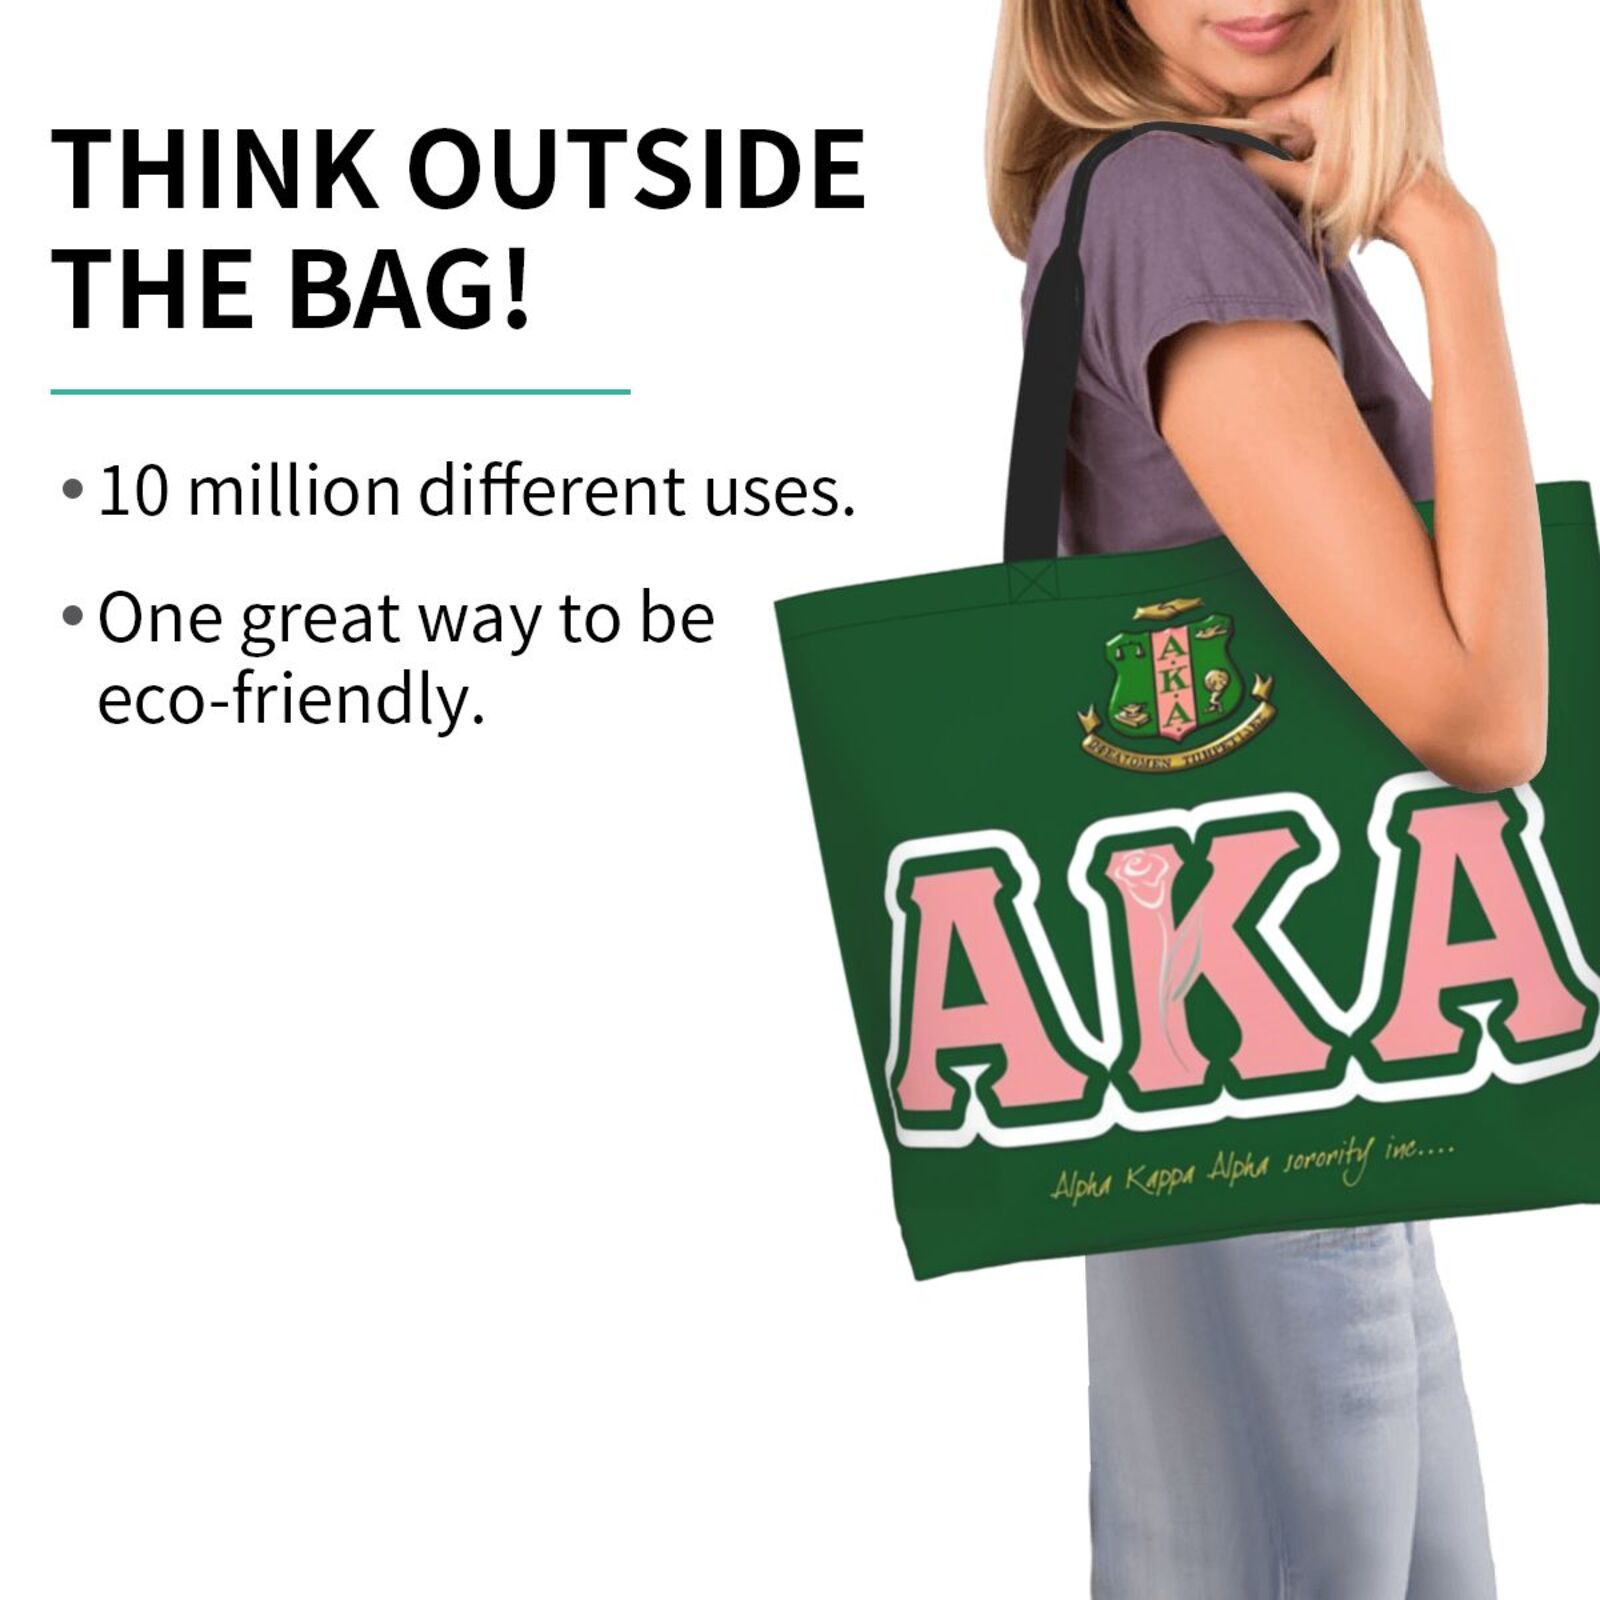 THINK OUTSIDE
THE BAG!
• 10 million different uses.
• One great way to be
eco-friendly.
A.K.A.
AKA
Alpha Kappa Alpha sorority inc....